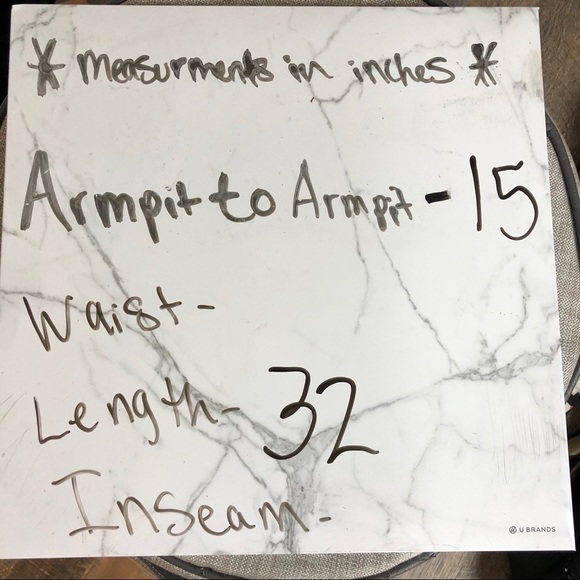 * measurments in inches *
Armpit to Armpit - 15
Waist -
Length - 32
Inseam -
U BRANDS